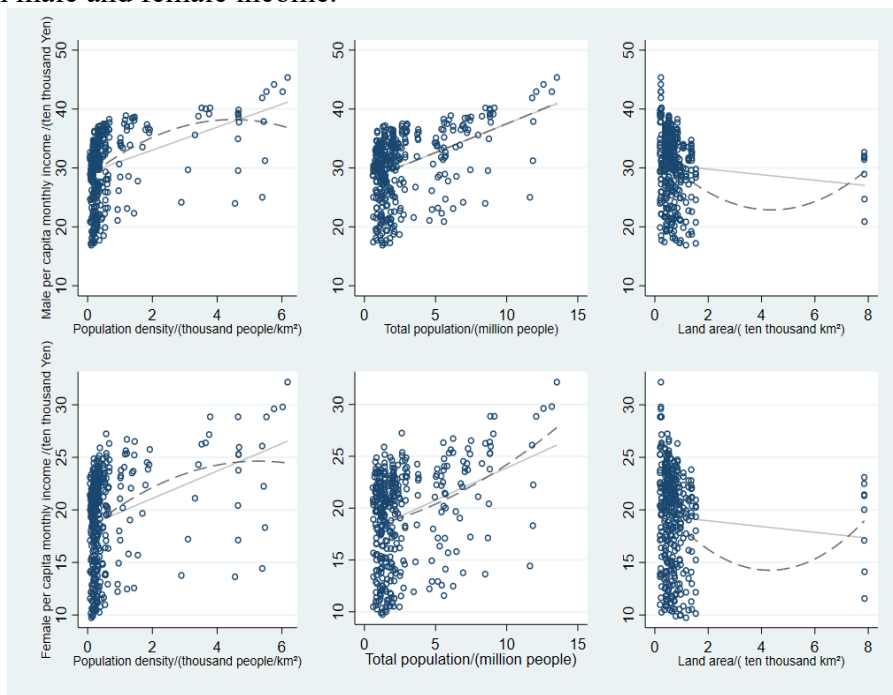 male and female income.
50
40
30
20
10
Male per capita monthly income /(ten thousand Yen)
0 2 4 6
Population density/(thousand people/km²)
50
40
30
20
10
0 5 10 15
Total population/(million people)
50
40
30
20
10
0 2 4 6 8
Land area/( ten thousand km²)
30
25
20
15
10
Female per capita monthly income /(ten thousand Yen)
0 2 4 6
Population density/(thousand people/km²)
30
25
20
15
10
0 5 10 15
Total population/(million people)
30
25
20
15
10
0 2 4 6 8
Land area/( ten thousand km²)